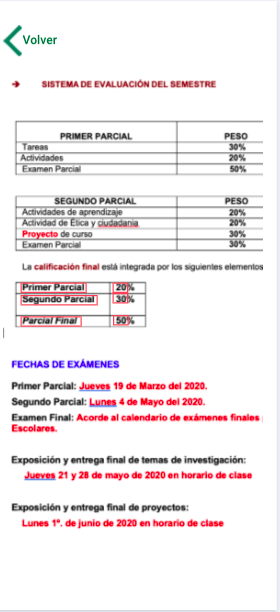 Volver
➔ SISTEMA DE EVALUACIÓN DEL SEMESTRE
PRIMER PARCIAL PESO
Tareas 30%
Actividades 20%
Examen Parcial 50%
SEGUNDO PARCIAL PESO
Actividades de aprendizaje 20%
Actividad de Ética y ciudadanía 20%
Proyecto de curso 30%
Examen Parcial 30%
La calificación final está integrada por los siguientes elementos
Primer Parcial 20%
Segundo Parcial 30%
Parcial Final 50%
FECHAS DE EXÁMENES
Primer Parcial: Jueves 19 de Marzo del 2020.
Segundo Parcial: Lunes 4 de Mayo del 2020.
Examen Final: Acorde al calendario de exámenes finales
Escolares.
Exposición y entrega final de temas de investigación:
Jueves 21 y 28 de mayo de 2020 en horario de clase
Exposición y entrega final de proyectos:
Lunes 1º. de junio de 2020 en horario de clase